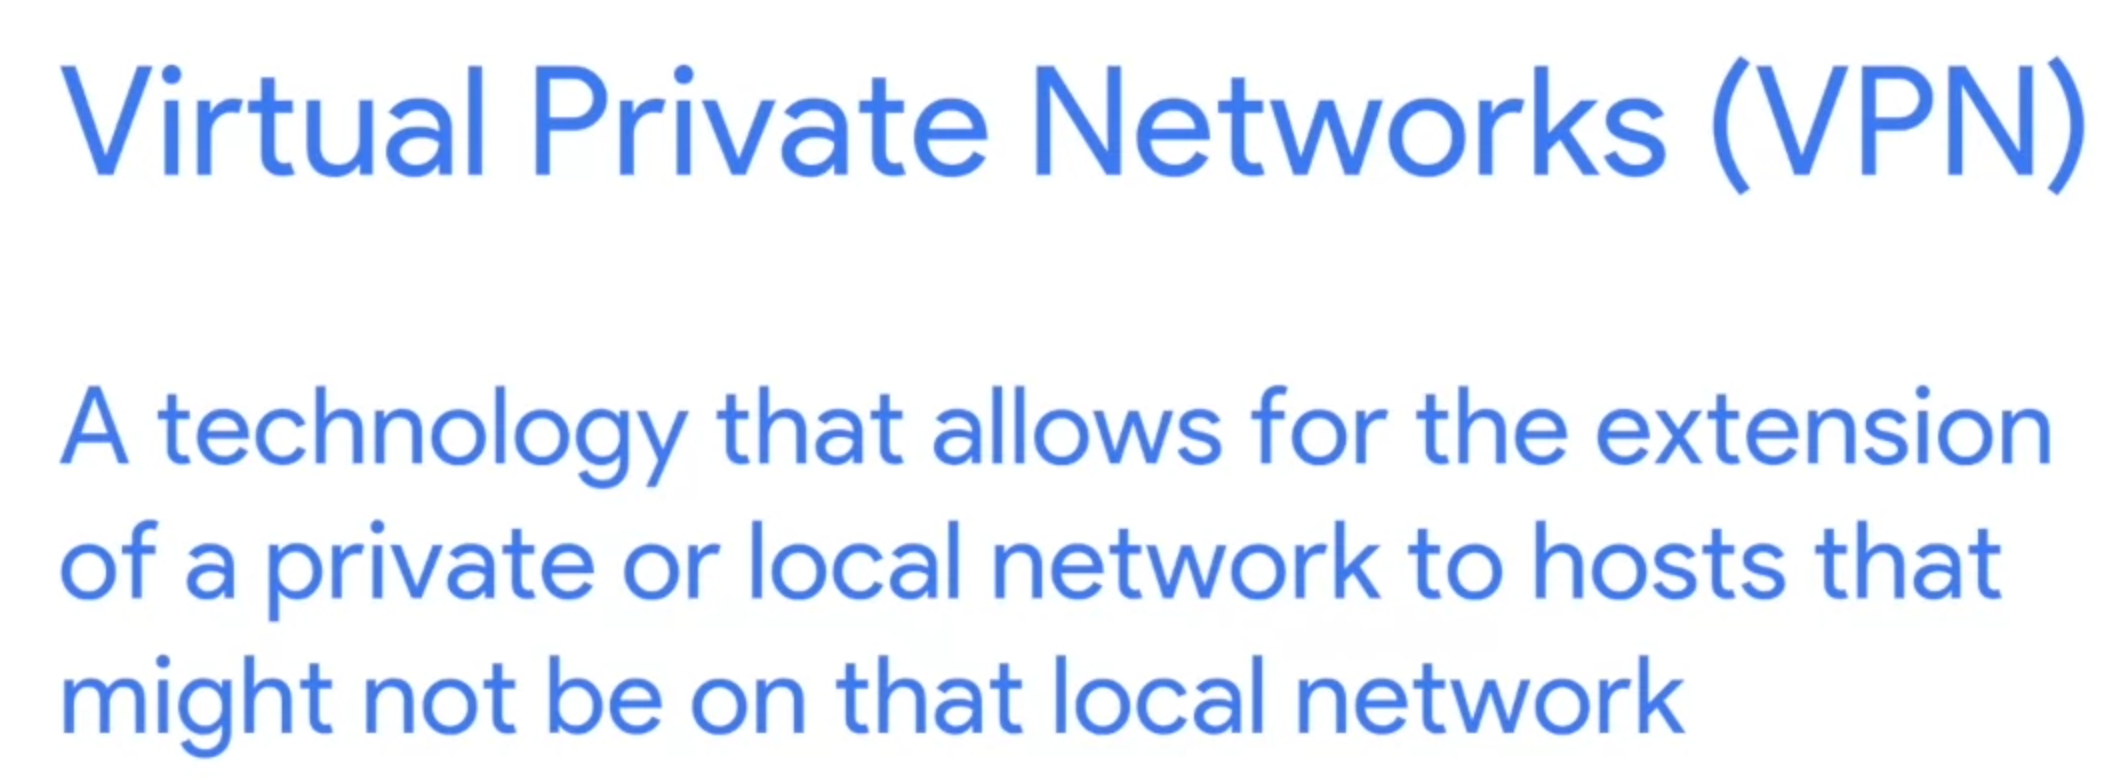 Virtual Private Networks (VPN)
A technology that allows for the extension
of a private or local network to hosts that
might not be on that local network